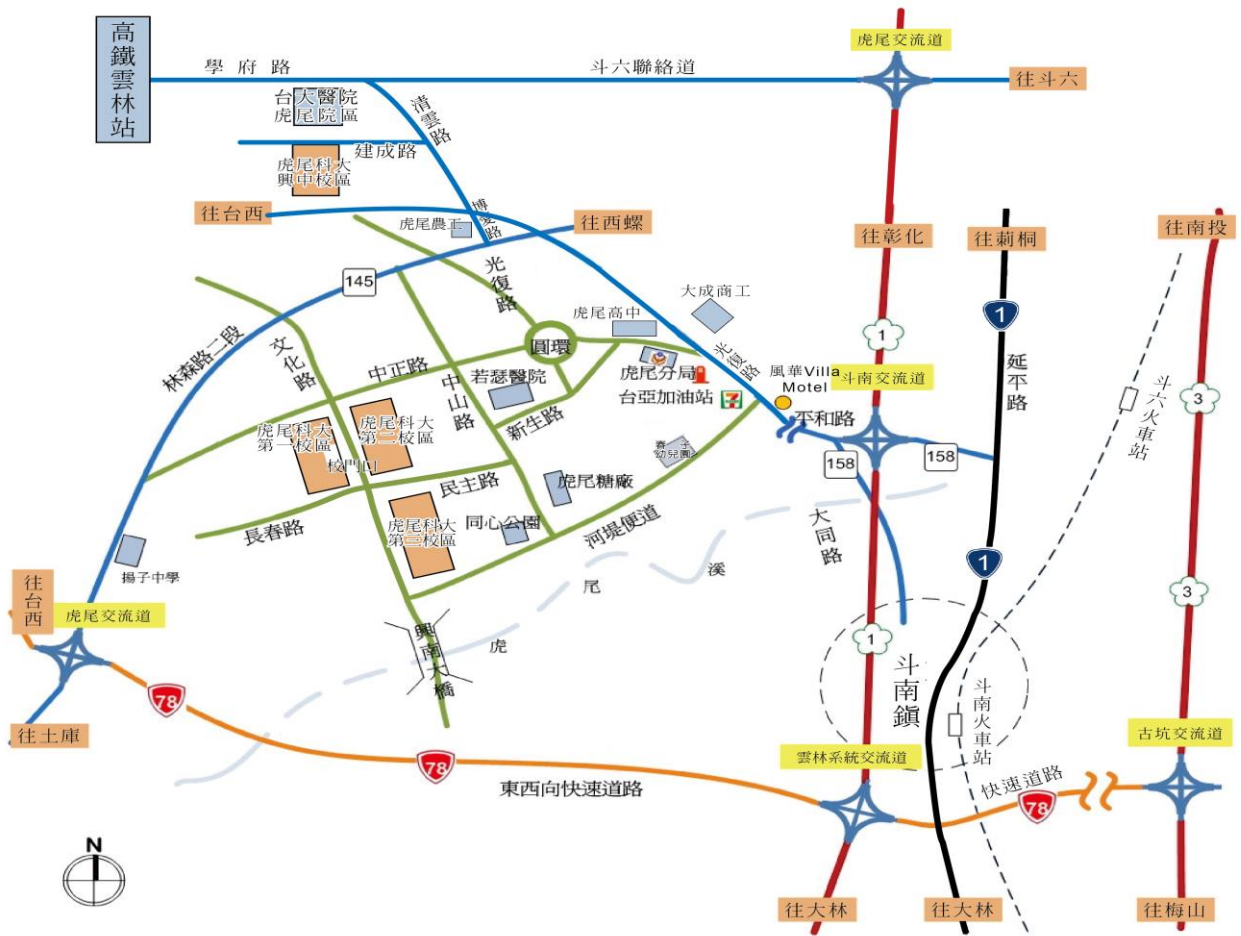 高鐵雲林站
學府路
斗六聯絡道
虎尾交流道
往斗六
台大醫院
虎尾院區
清雲路
建成路
虎尾科大
興中校區
往台西
虎尾農工
博愛路
往西螺
往彰化
往莿桐
往南投
145
光復路
大成商工
虎尾高中
1
1
林森路二段
文化路
中正路
中山路
圓環
若瑟醫院
虎尾分局
台亞加油站
7
光復路
風華Villa
Motel
斗南交流道
延平路
斗六火車站
3
新生路
平和路
158
158
虎尾科大
第一校區
校門口
虎尾科大
第二校區
民主路
虎尾糖廠
幼兒園
長春路
虎尾科大
第三校區
同心公園
河堤便道
大同路
1
揚子中學
虎
尾
溪
3
往台西
虎尾交流道
興南大橋
1
斗南鎮
斗南火車站
78
往土庫
78
東西向快速道路
雲林系統交流道
快速道路
78
古坑交流道
N
往大林
往大林
往梅山